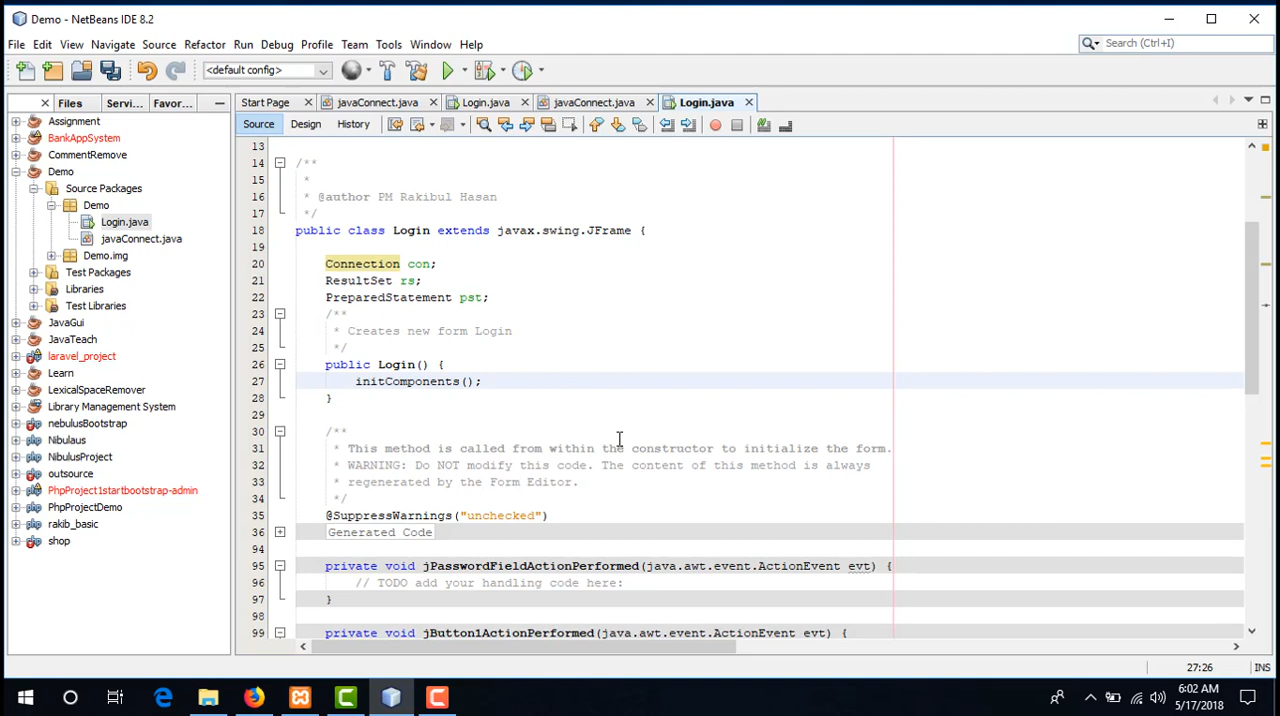 Demo - NetBeans IDE 8.2
File Edit View Navigate Source Refactor Run Debug Profile Team Tools Window Help
Search (Ctrl+I)
<default config>
Files Servi... Favor...
Start Page javaConnect.java Login.java javaConnect.java Login.java
Source Design History
Assignment
BankAppSystem
CommentRemove
Demo
Source Packages
Demo
Login.java
javaConnect.java
Demo.img
Test Packages
Libraries
Test Libraries
JavaGui
JavaTeach
laravel_project
Learn
LexicalSpaceRemover
Library Management System
nebulusBootstrap
Nibulaus
NibulusProject
outsource
PhpProject1startbootstrap-admin
PhpProjectDemo
rakib_basic
shop
13
14 /**
15 *
16 * @author PM Rakibul Hasan
17 */
18 public class Login extends javax.swing.JFrame {
19
20 Connection con;
21 ResultSet rs;
22 PreparedStatement pst;
23 /**
24 * Creates new form Login
25 */
26 public Login() {
27 initComponents();
28 }
29
30 /**
31 * This method is called from within the constructor to initialize the form.
32 * WARNING: Do NOT modify this code. The content of this method is always
33 * regenerated by the Form Editor.
34 */
35 @SuppressWarnings("unchecked")
36 Generated Code
94
95 private void jPasswordFieldActionPerformed(java.awt.event.ActionEvent evt) {
96 // TODO add your handling code here:
97 }
98
99 private void jButton1ActionPerformed(java.awt.event.ActionEvent evt) {
27:26 INS
6:02 AM
5/17/2018